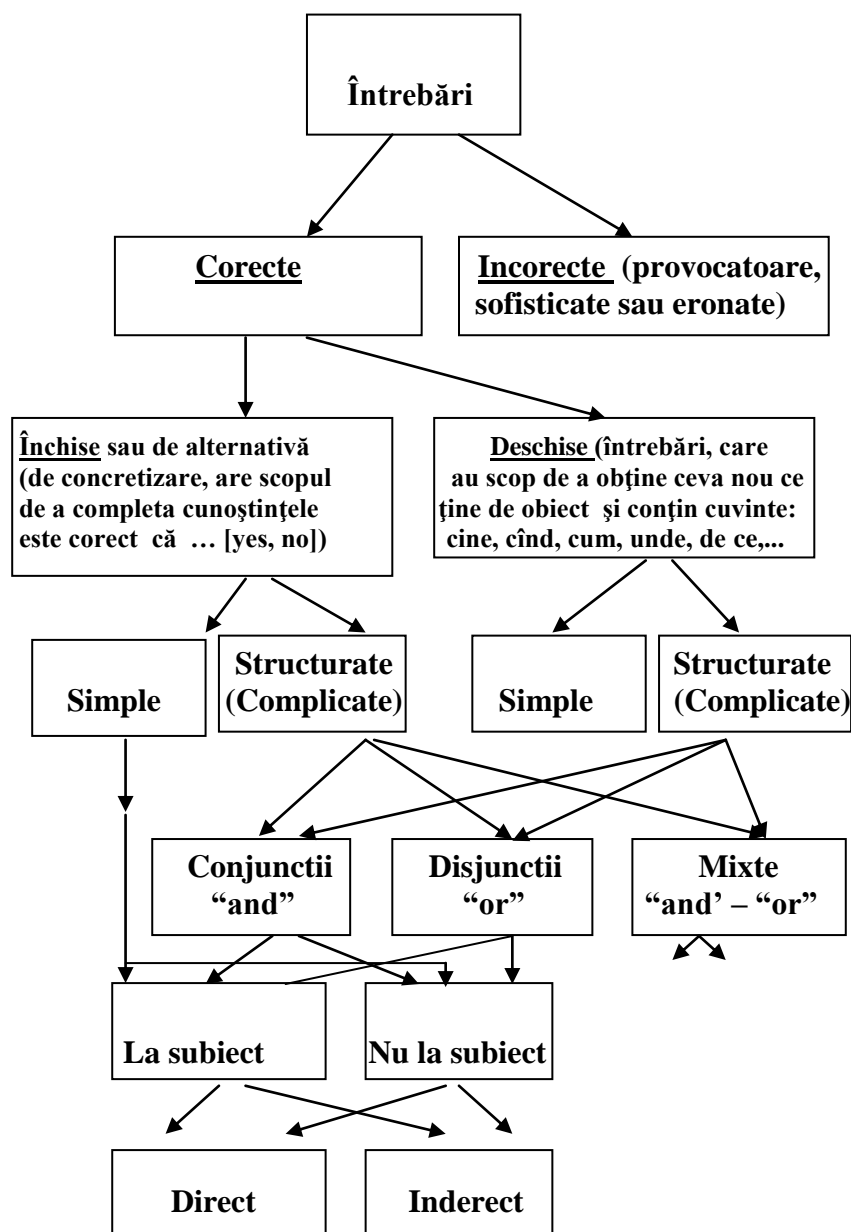 Întrebări
Corecte
Incorecte (provocatoare,
sofisticate sau eronate)
Închise sau de alternativă
(de concretizare, are scopul
de a completa cunoştinţele
este corect că … [yes, no])
Deschise (întrebări, care
au scop de a obţine ceva nou ce
ţine de obiect şi conţin cuvinte:
cine, cînd, cum, unde, de ce,...
Simple
Structurate
(Complicate)
Simple
Structurate
(Complicate)
Conjunctii
“and”
Disjunctii
“or”
Mixte
“and’ – “or”
La subiect
Nu la subiect
Direct
Inderect